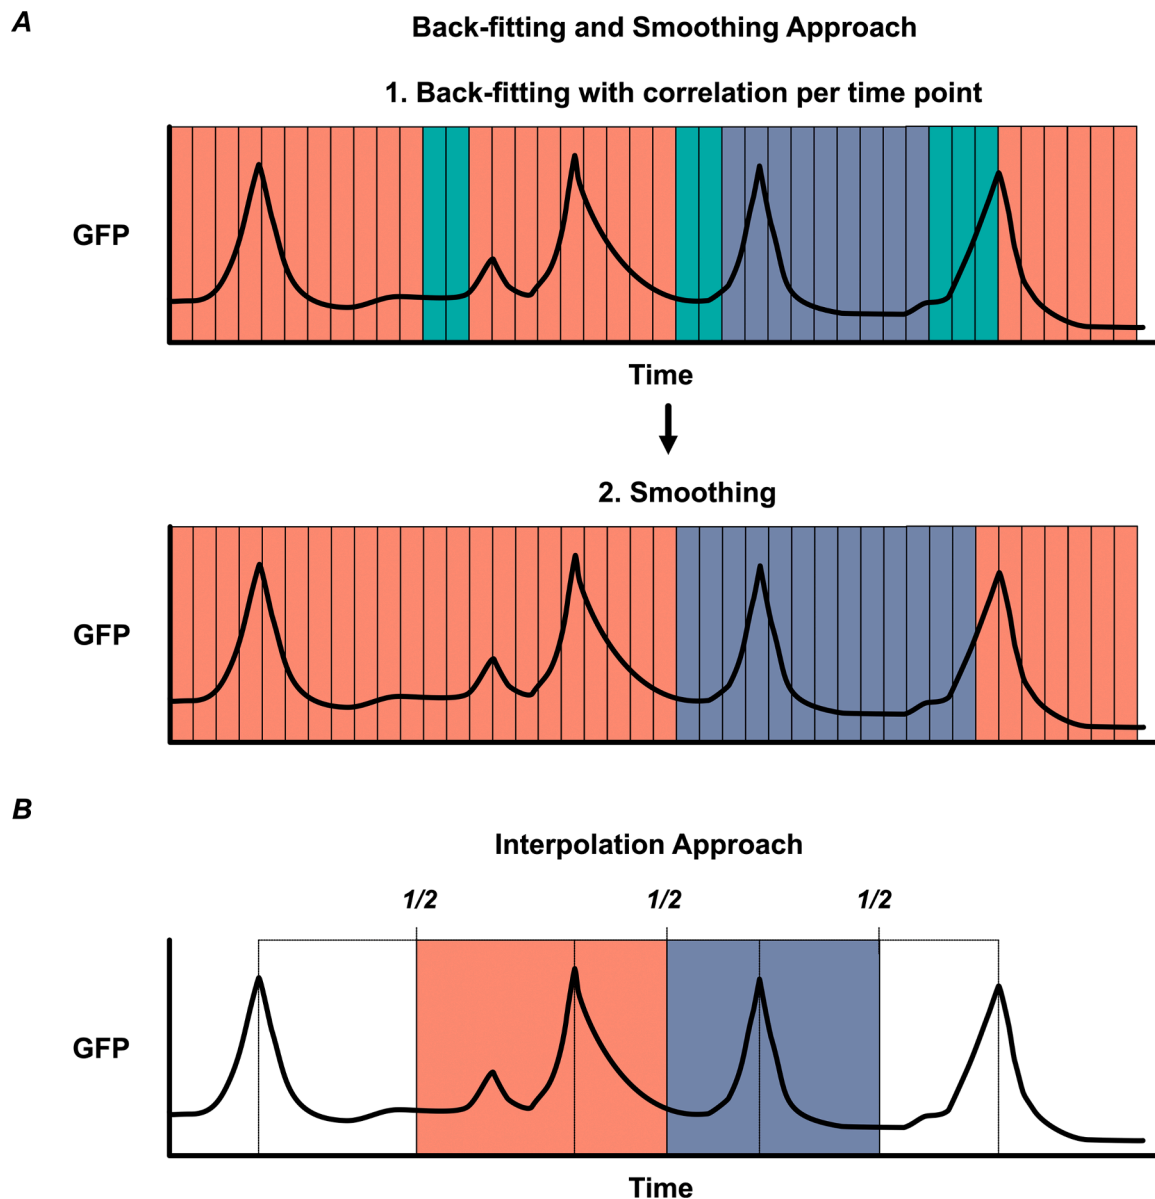 A
Back-fitting and Smoothing Approach
1. Back-fitting with correlation per time point
GFP
Time
2. Smoothing
GFP
B
Interpolation Approach
1/2 1/2 1/2
GFP
Time